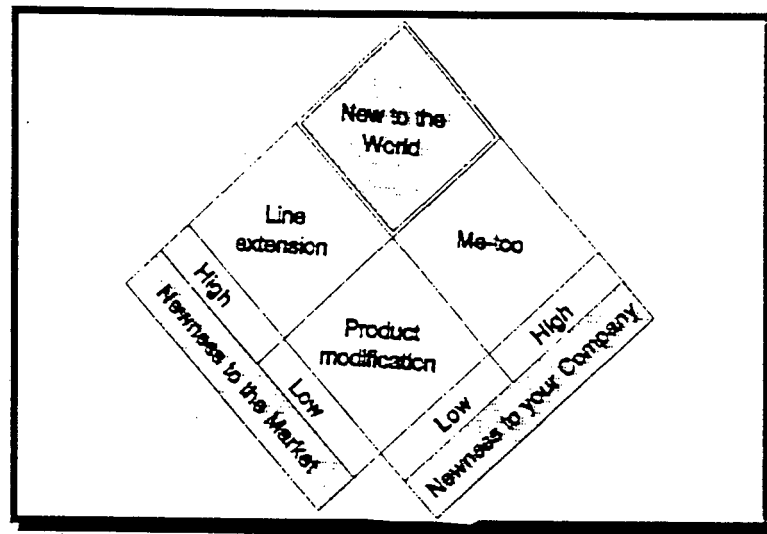 New to the
World
Line
extension
Me-too
High
Newness to the Market
Low
Product
modification
High
Low
Newness to your Company